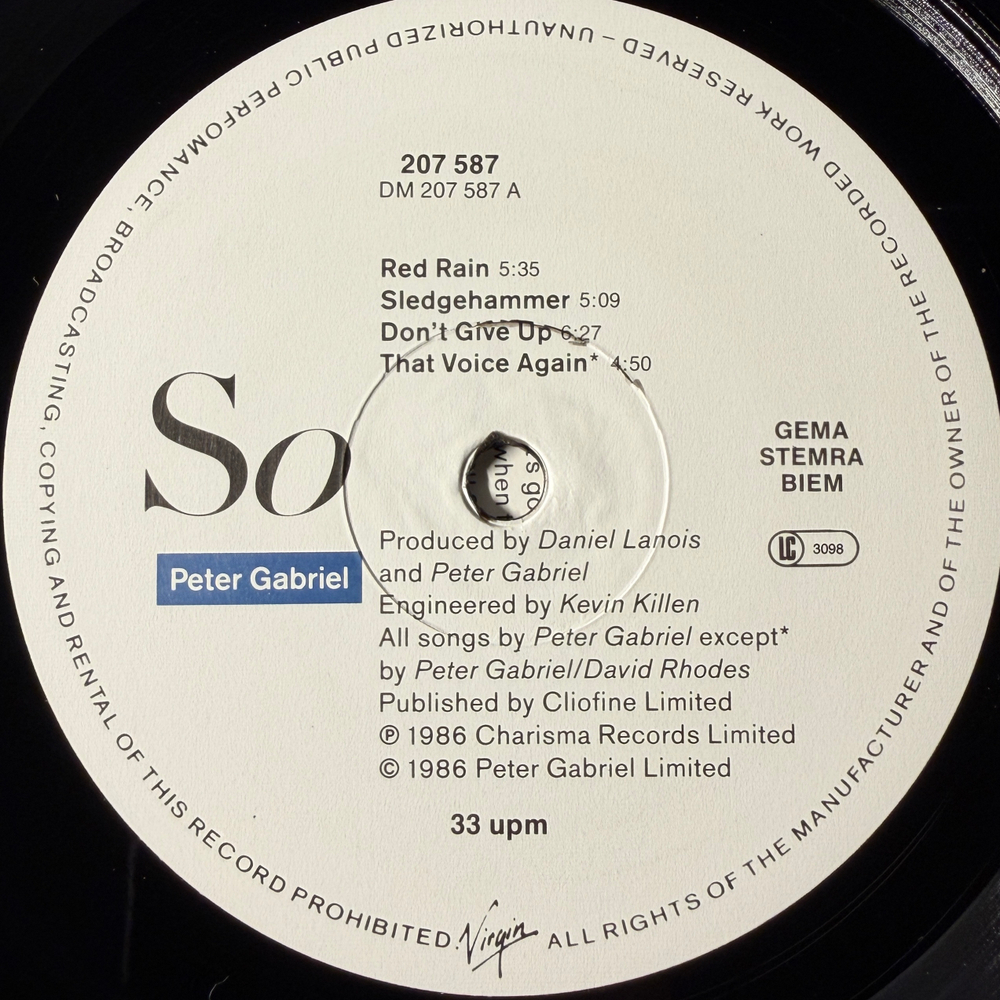 207 587
DM 207 587 A
Red Rain 5:35
Sledgehammer 5:09
Don't Give Up 6:27
That Voice Again* 4:50
So
Peter Gabriel
GEMA
STEMRA
BIEM
LC 3098
's go
when
Produced by Daniel Lanois
and Peter Gabriel
Engineered by Kevin Killen
All songs by Peter Gabriel except*
by Peter Gabriel/David Rhodes
Published by Cliofine Limited
℗ 1986 Charisma Records Limited
© 1986 Peter Gabriel Limited
33 upm
Virgin
ALL RIGHTS OF THE MANUFACTURER AND OF THE OWNER OF THE RECORDED WORK RESERVED – UNAUTHORIZED PUBLIC PERFOMANCE, BROADCASTING, COPYING AND RENTAL OF THIS RECORD PROHIBITED.